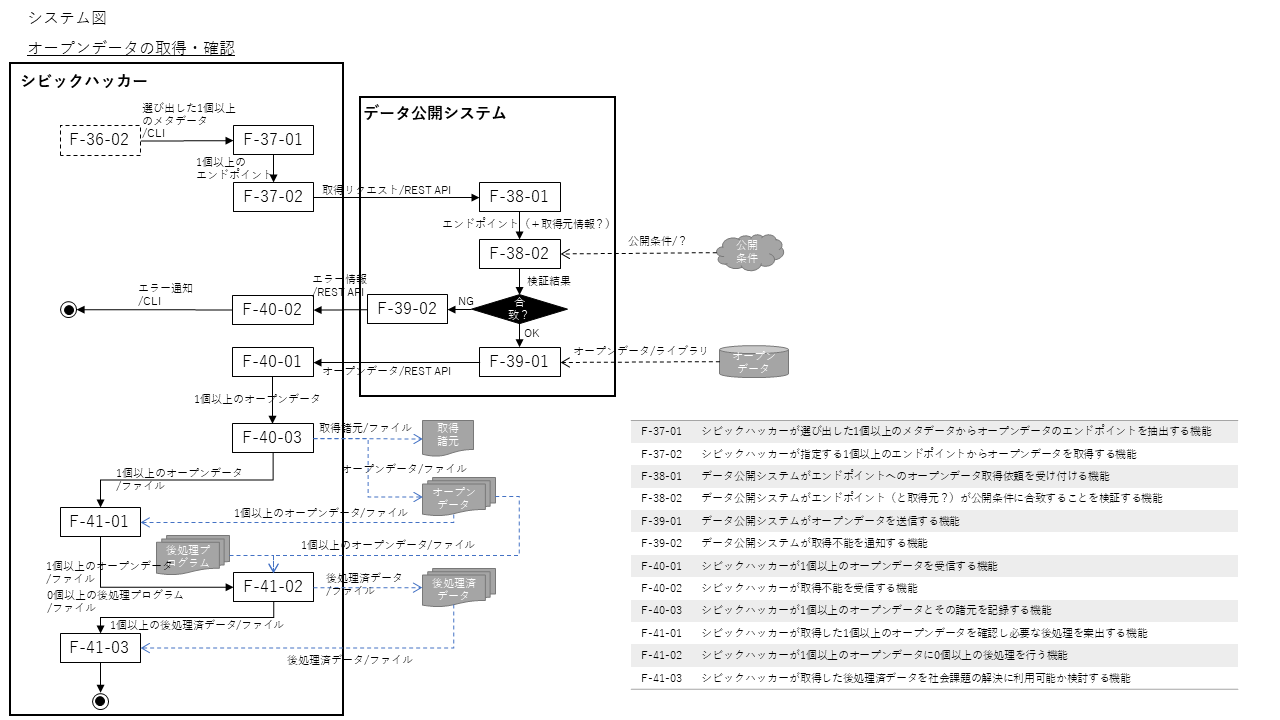 システム図
オープンデータの取得・確認
シビックハッカー
データ公開システム
選び出した1個以上
のメタデータ
/CLI
F-36-02
F-37-01
1個以上の
エンドポイント
F-37-02
取得リクエスト/REST API
F-38-01
エンドポイント（＋取得元情報？）
F-38-02
公開条件/？
公開
条件
検証結果
エラー通知
/CLI
F-40-02
エラー情報
/REST API
F-39-02
NG
合
致？
OK
F-40-01
オープンデータ/REST API
F-39-01
オープンデータ/ライブラリ
オープン
データ
1個以上のオープンデータ
F-40-03
取得諸元/ファイル
取得
諸元
オープンデータ/ファイル
1個以上のオープンデータ
/ファイル
オープン
データ
F-41-01
1個以上のオープンデータ/ファイル
後処理プ
ログラム
1個以上のオープンデータ/ファイル
1個以上のオープンデータ
/ファイル
0個以上の後処理プログラム
/ファイル
F-41-02
後処理済データ
/ファイル
後処理済
データ
1個以上の後処理済データ/ファイル
F-41-03
後処理済データ/ファイル
F-37-01 シビックハッカーが選び出した1個以上のメタデータからオープンデータのエンドポイントを抽出する機能
F-37-02 シビックハッカーが指定する1個以上のエンドポイントからオープンデータを取得する機能
F-38-01 データ公開システムがエンドポイントへのオープンデータ取得依頼を受け付ける機能
F-38-02 データ公開システムがエンドポイント（と取得元？）が公開条件に合致することを検証する機能
F-39-01 データ公開システムがオープンデータを送信する機能
F-39-02 データ公開システムが取得不能を通知する機能
F-40-01 シビックハッカーが1個以上のオープンデータを受信する機能
F-40-02 シビックハッカーが取得不能を受信する機能
F-40-03 シビックハッカーが1個以上のオープンデータとその諸元を記録する機能
F-41-01 シビックハッカーが取得した1個以上のオープンデータを確認し必要な後処理を案出する機能
F-41-02 シビックハッカーが1個以上のオープンデータに0個以上の後処理を行う機能
F-41-03 シビックハッカーが取得した後処理済データを社会課題の解決に利用可能か検討する機能